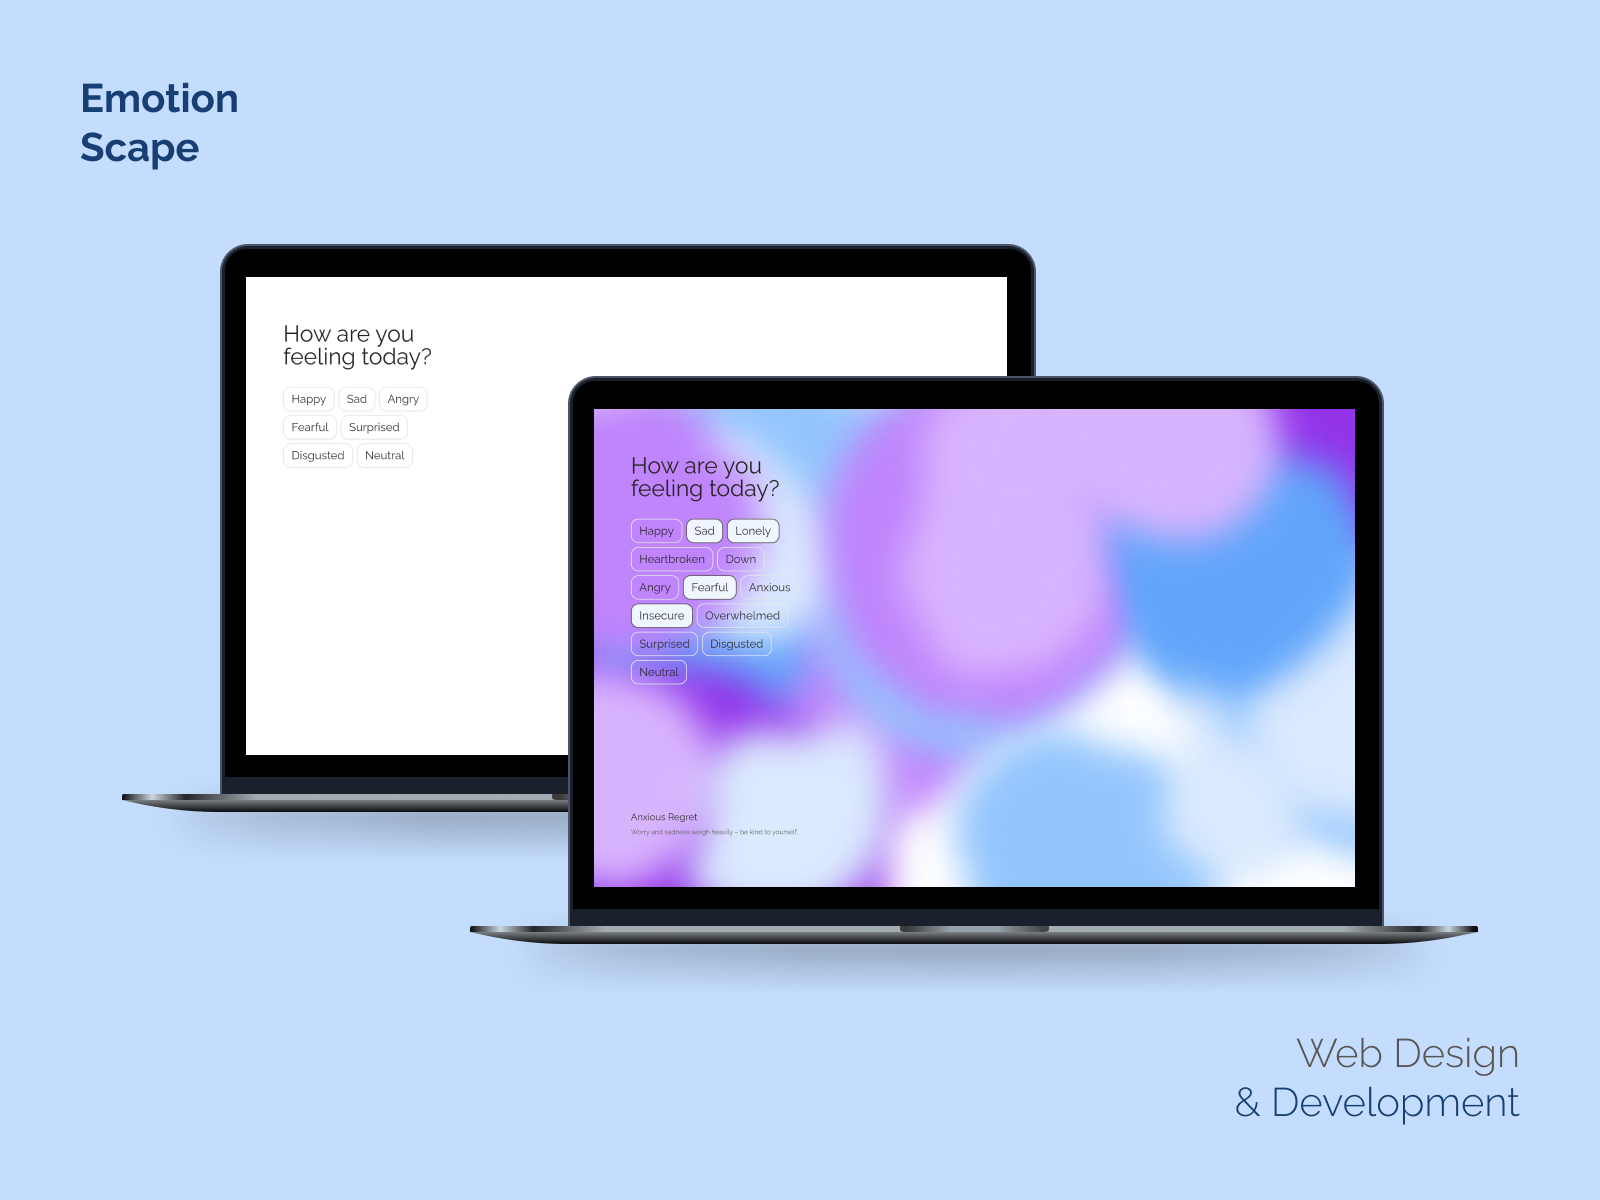 Emotion
Scape
How are you
feeling today?
Happy Sad Angry
Fearful Surprised
Disgusted Neutral
How are you
feeling today?
Happy Sad Lonely
Heartbroken Down
Angry Fearful Anxious
Insecure Overwhelmed
Surprised Disgusted
Neutral
Anxious Regret
Worry and sadness weigh heavily – be kind to yourself.
Web Design
& Development